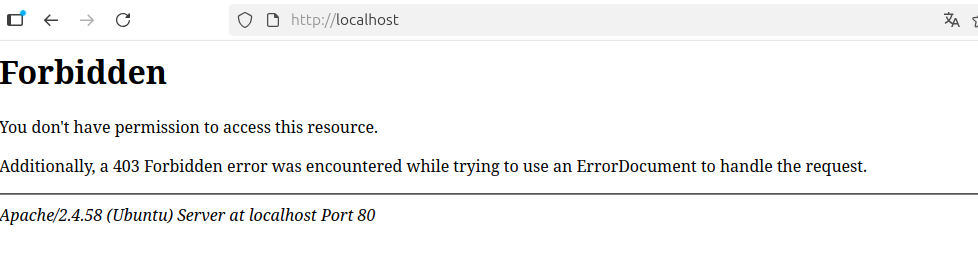 http://localhost
Forbidden
You don't have permission to access this resource.
Additionally, a 403 Forbidden error was encountered while trying to use an ErrorDocument to handle the request.
Apache/2.4.58 (Ubuntu) Server at localhost Port 80